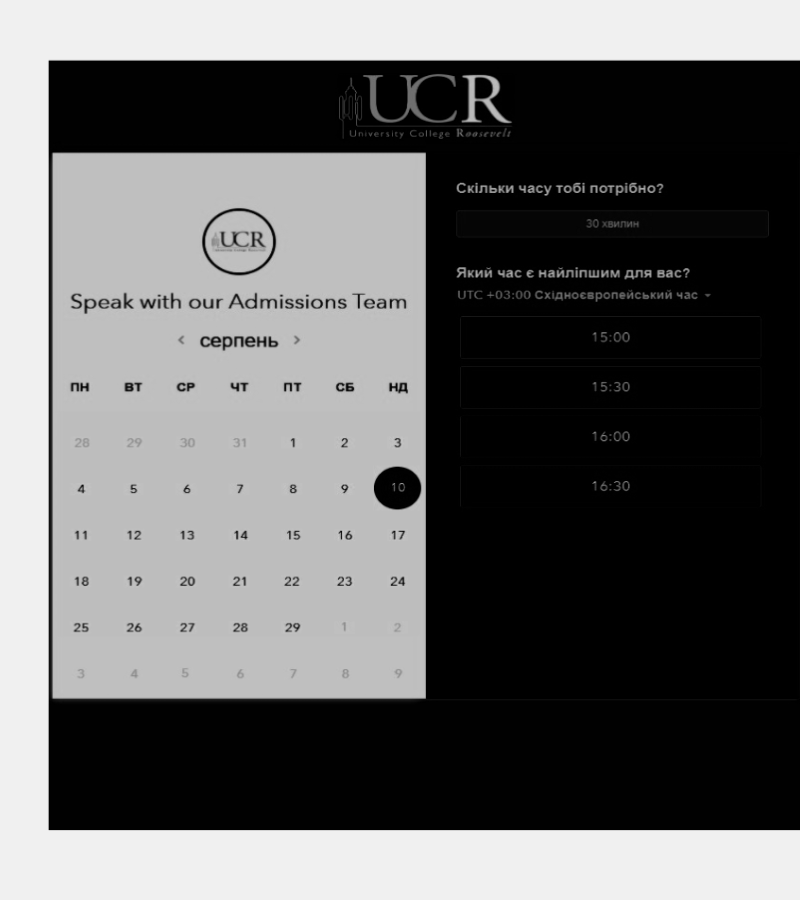 UCR
University College Roosevelt
UCR
Speak with our Admissions Team
серпень
ПН ВТ СР ЧТ ПТ СБ НД
28 29 30 31 1 2 3
4 5 6 7 8 9 10
11 12 13 14 15 16 17
18 19 20 21 22 23 24
25 26 27 28 29 1 2
3 4 5 6 7 8 9
Скільки часу тобі потрібно?
30 хвилин
Який час є найліпшим для вас?
UTC +03:00 Східноєвропейський час
15:00
15:30
16:00
16:30